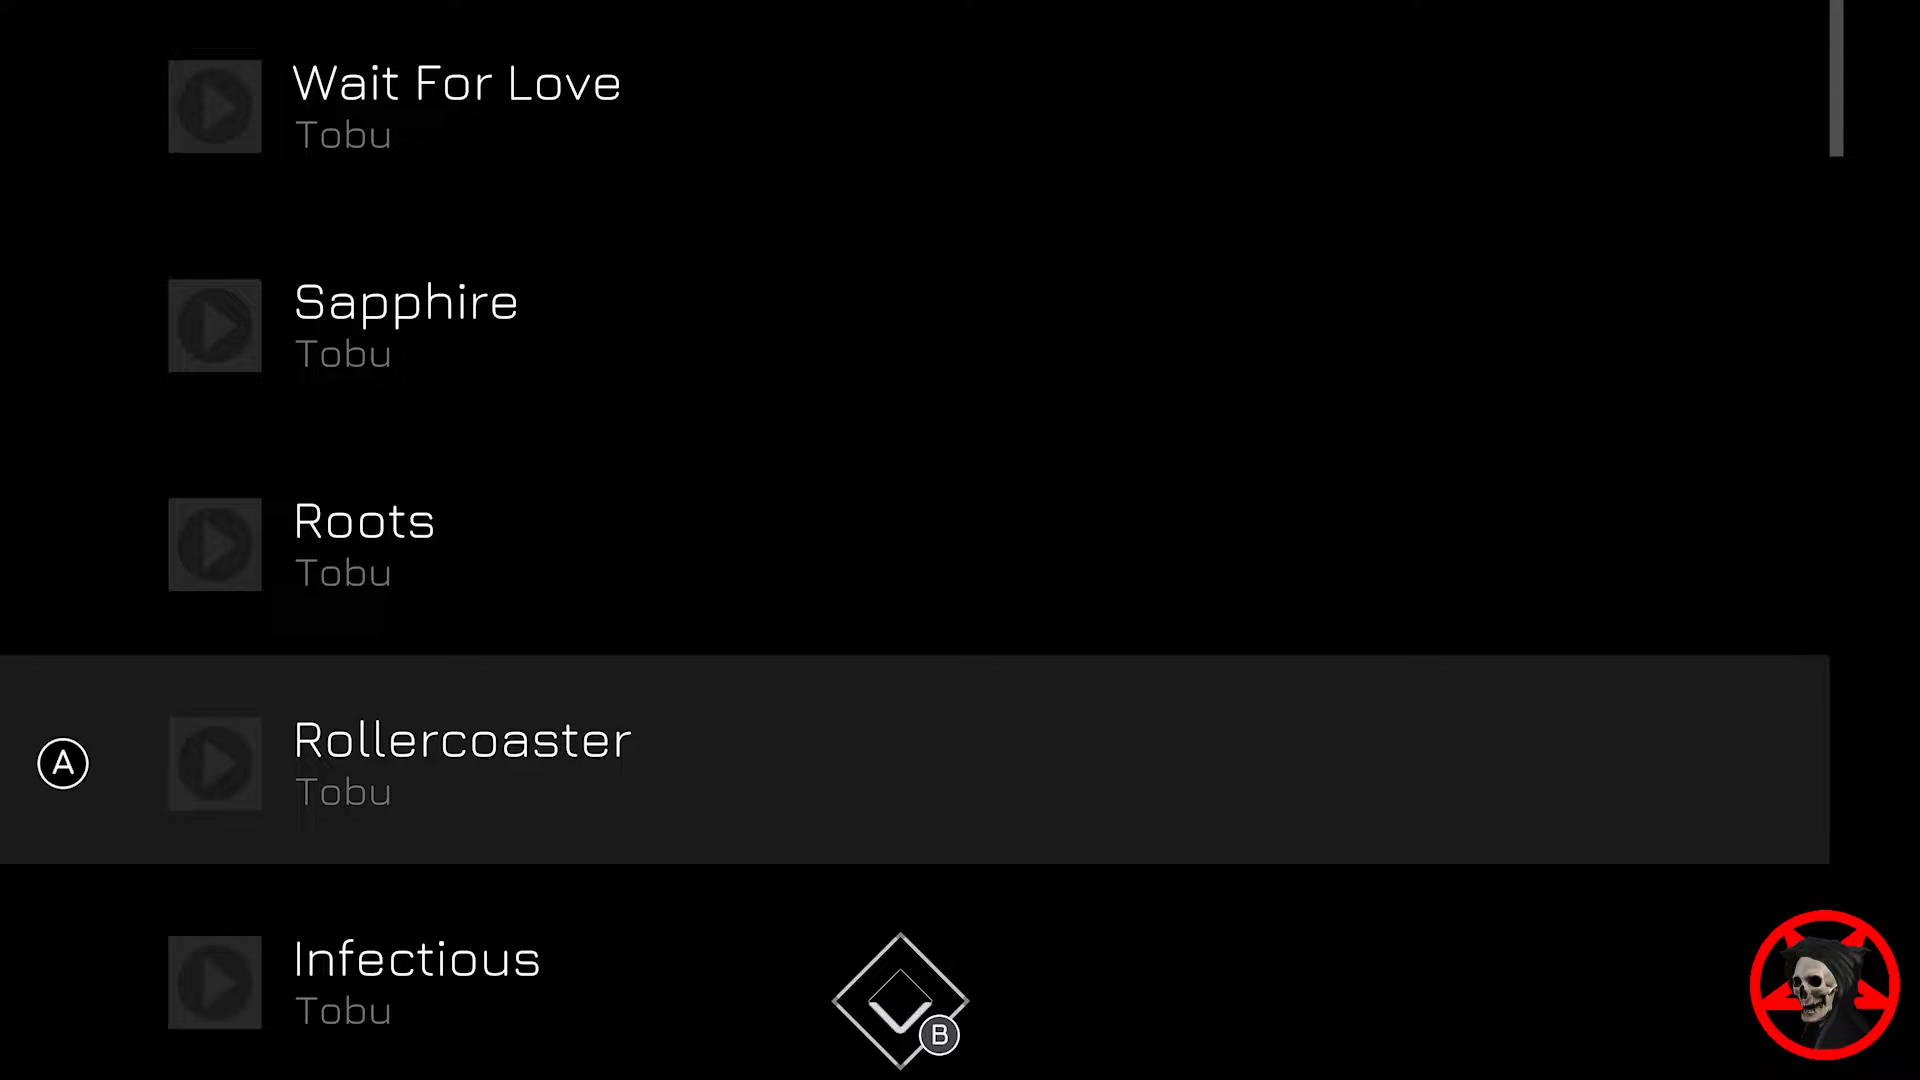 Wait For Love
Tobu
Sapphire
Tobu
Roots
Tobu
A
Rollercoaster
Tobu
Infectious
Tobu
B